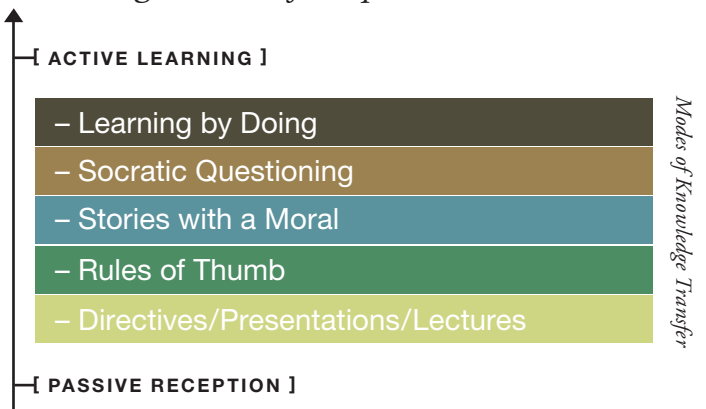 [ ACTIVE LEARNING ]
– Learning by Doing
– Socratic Questioning
– Stories with a Moral
– Rules of Thumb
– Directives/Presentations/Lectures
[ PASSIVE RECEPTION ]
Modes of Knowledge Transfer